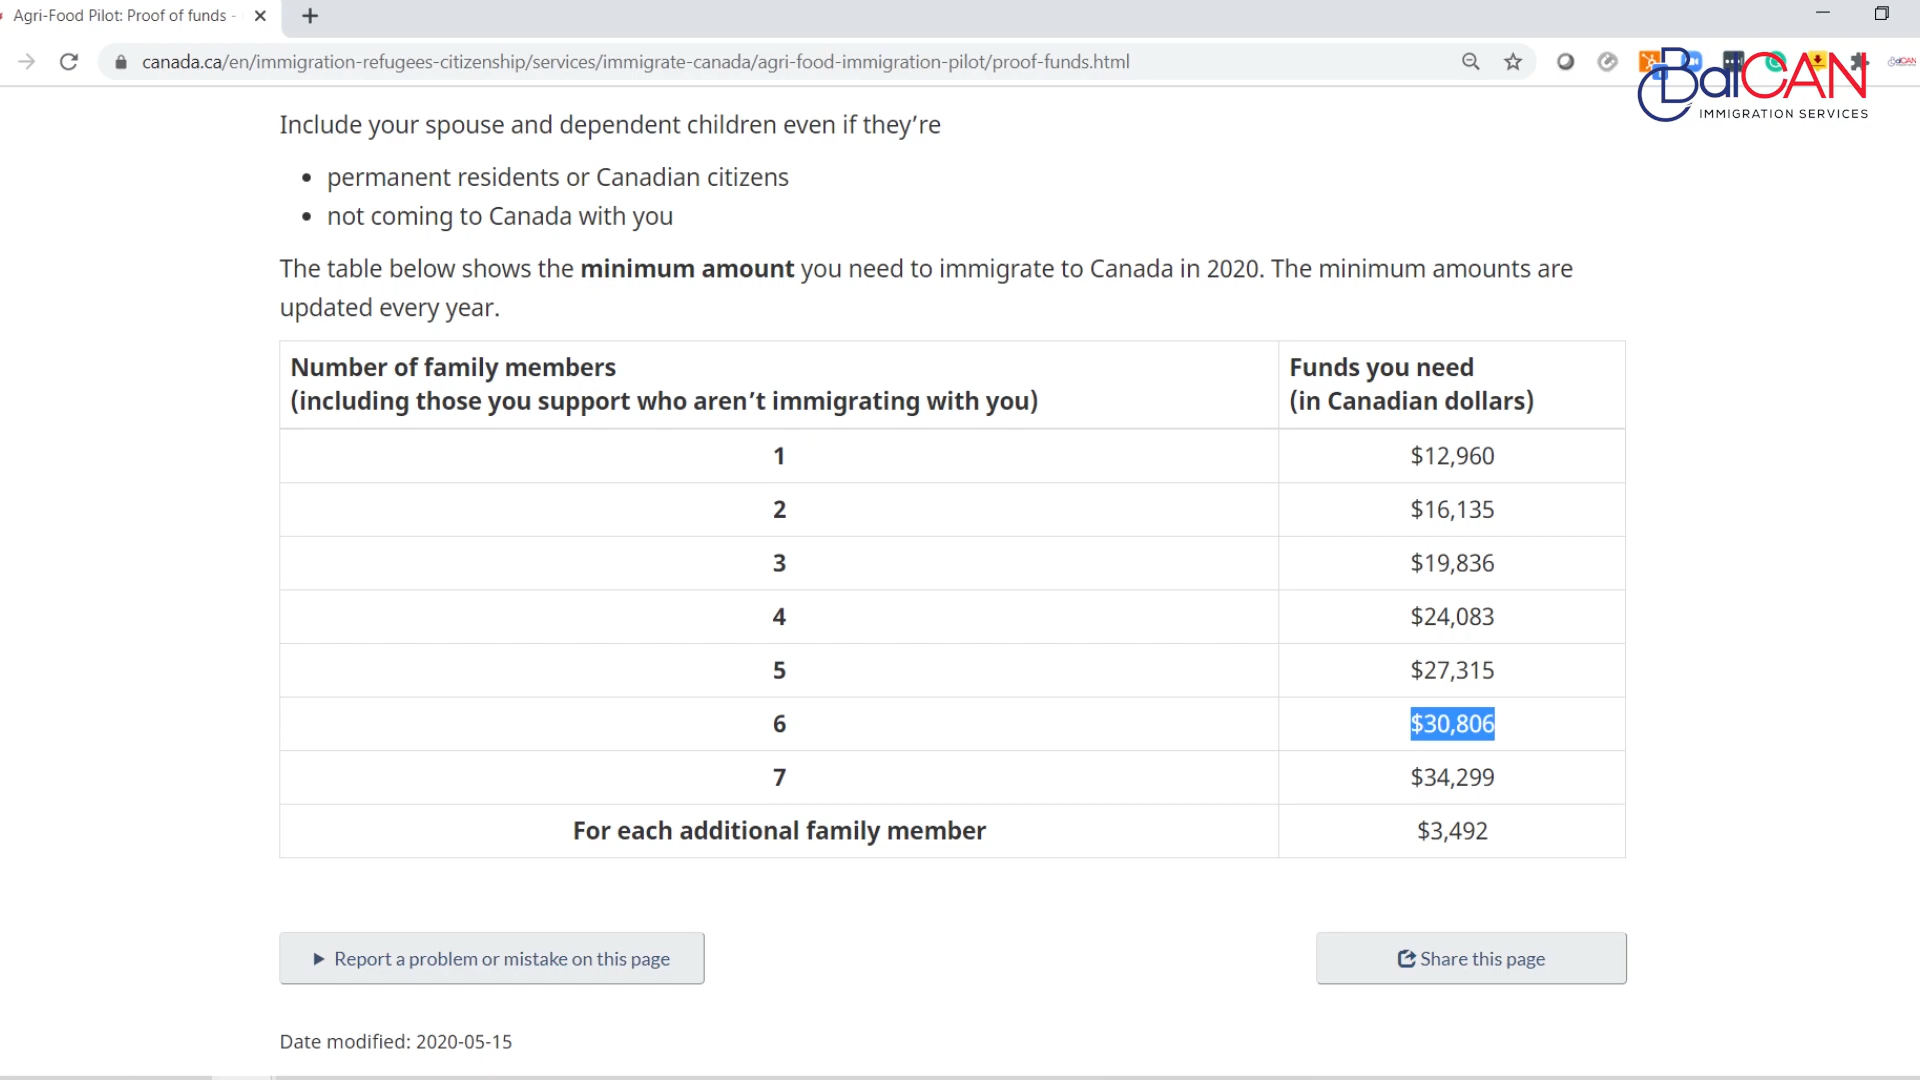 Agri-Food Pilot: Proof of funds -
canada.ca/en/immigration-refugees-citizenship/services/immigrate-canada/agri-food-immigration-pilot/proof-funds.html
BalCAN
IMMIGRATION SERVICES
Include your spouse and dependent children even if they’re
• permanent residents or Canadian citizens
• not coming to Canada with you
The table below shows the minimum amount you need to immigrate to Canada in 2020. The minimum amounts are
updated every year.
Number of family members Funds you need
(including those you support who aren’t immigrating with you) (in Canadian dollars)
1 $12,960
2 $16,135
3 $19,836
4 $24,083
5 $27,315
6 $30,806
7 $34,299
For each additional family member $3,492
Report a problem or mistake on this page Share this page
Date modified: 2020-05-15